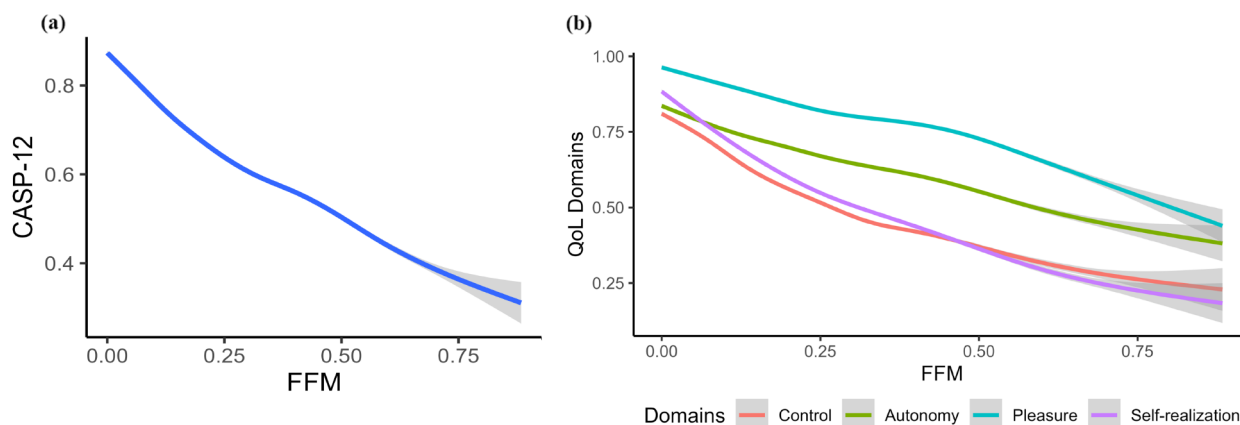 (a)
CASP-12
0.8
0.6
0.4
0.00 0.25 0.50 0.75
FFM
(b)
QoL Domains
1.00
0.75
0.50
0.25
0.00 0.25 0.50 0.75
FFM
Domains Control Autonomy Pleasure Self-realization